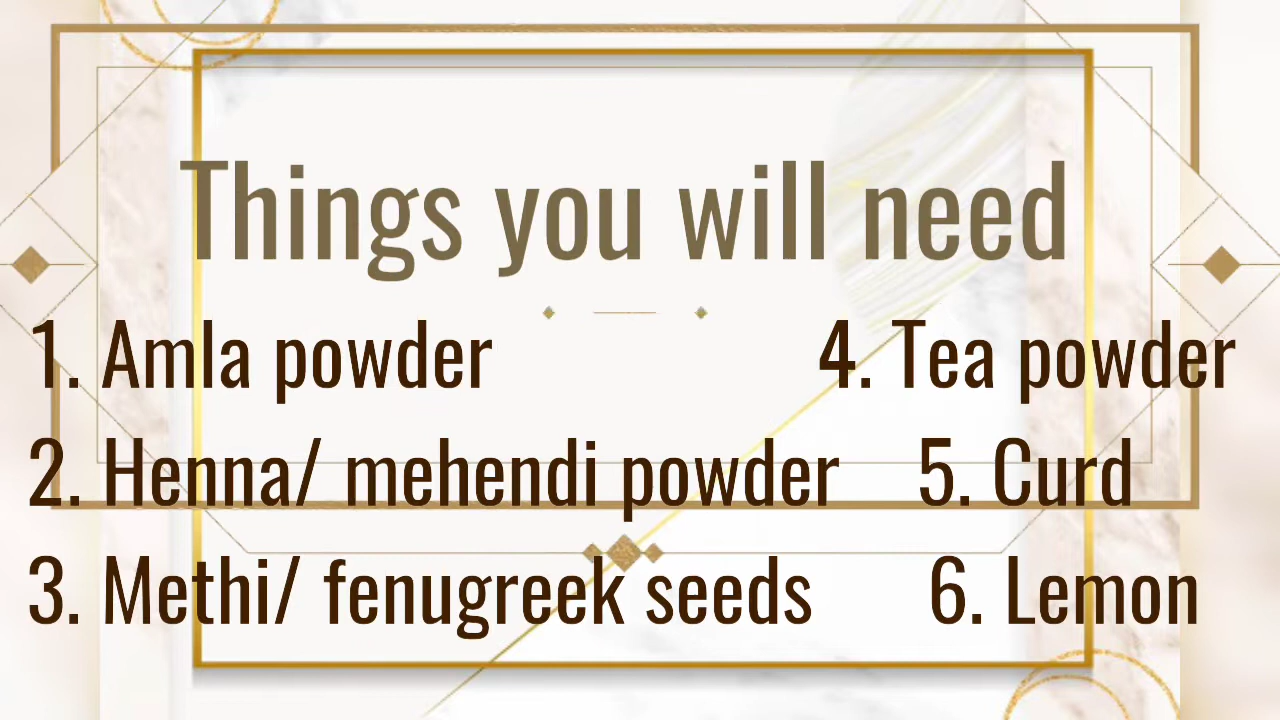 Things you will need
1. Amla powder
2. Henna/ mehendi powder
3. Methi/ fenugreek seeds
4. Tea powder
5. Curd
6. Lemon